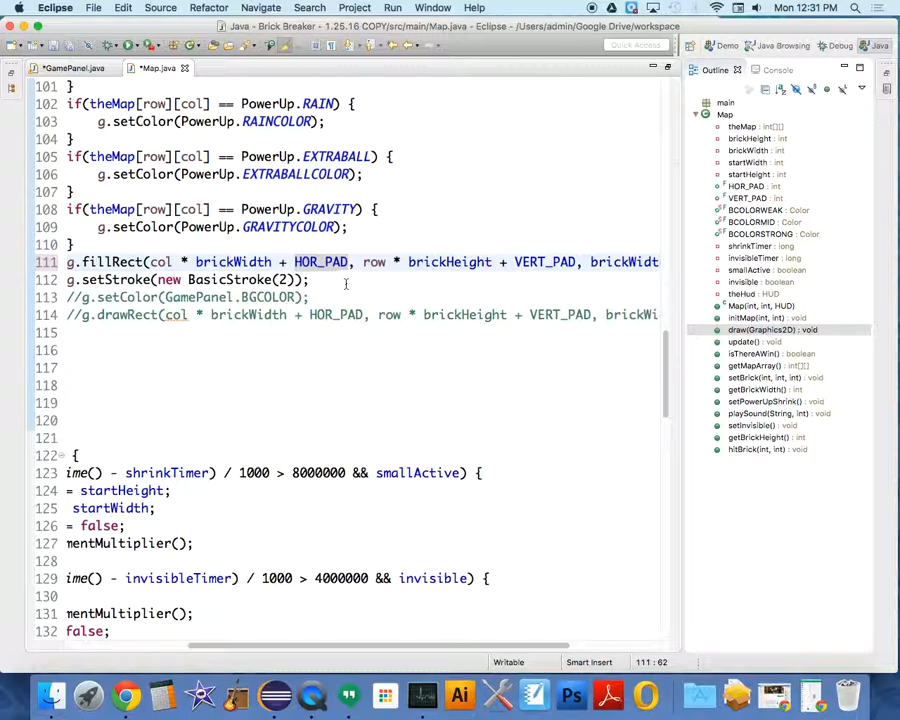 Eclipse File Edit Source Refactor Navigate Search Project Run Window Help Mon 12:31 PM
Java - Brick Breaker - 1.25.16 COPY/src/main/Map.java - Eclipse - /Users/admin/Google Drive/workspace
Quick Access Demo Java Browsing Debug Java
*GamePanel.java *Map.java
101 }
102 if(theMap[row][col] == PowerUp.RAIN) {
103 g.setColor(PowerUp.RAINCOLOR);
104 }
105 if(theMap[row][col] == PowerUp.EXTRABALL) {
106 g.setColor(PowerUp.EXTRABALLCOLOR);
107 }
108 if(theMap[row][col] == PowerUp.GRAVITY) {
109 g.setColor(PowerUp.GRAVITYCOLOR);
110 }
111 g.fillRect(col * brickWidth + HOR_PAD, row * brickHeight + VERT_PAD, brickWidt
112 g.setStroke(new BasicStroke(2));
113 //g.setColor(GamePanel.BGCOLOR);
114 //g.drawRect(col * brickWidth + HOR_PAD, row * brickHeight + VERT_PAD, brickWi
115
116
117
118
119
120
121
122 {
123 ime() - shrinkTimer) / 1000 > 8000000 && smallActive) {
124 = startHeight;
125 startWidth;
126 = false;
127 mentMultiplier();
128
129 ime() - invisibleTimer) / 1000 > 4000000 && invisible) {
130
131 mentMultiplier();
132 false;
Outline Console
main
Map
theMap : int[][]
brickHeight : int
brickWidth : int
startWidth : int
startHeight : int
HOR_PAD : int
VERT_PAD : int
BCOLORWEAK : Color
BCOLORMID : Color
BCOLORSTRONG : Color
shrinkTimer : long
invisibleTimer : long
smallActive : boolean
invisible : boolean
theHud : HUD
Map(int, int, HUD)
initMap(int, int) : void
draw(Graphics2D) : void
update() : void
isThereAWin() : boolean
getMapArray() : int[][]
setBrick(int, int, int) : void
getBrickWidth() : int
setPowerUpShrink() : void
playSound(String, int) : void
setInvisible() : void
getBrickHeight() : int
hitBrick(int, int) : void
Writable Smart Insert 111 : 62
Ai Ps